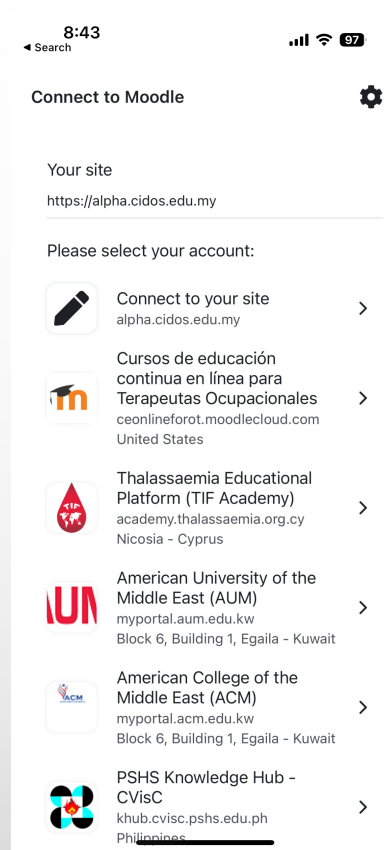 8:43
Search
97
Connect to Moodle
Your site
https://alpha.cidos.edu.my
Please select your account:
Connect to your site
alpha.cidos.edu.my
Cursos de educación
continua en línea para
Terapeutas Ocupacionales
ceonlineforot.moodlecloud.com
United States
TIF
Thalassaemia Educational
Platform (TIF Academy)
academy.thalassaemia.org.cy
Nicosia - Cyprus
AUM
American University of the
Middle East (AUM)
myportal.aum.edu.kw
Block 6, Building 1, Egaila - Kuwait
ACM
American College of the
Middle East (ACM)
myportal.acm.edu.kw
Block 6, Building 1, Egaila - Kuwait
PSHS Knowledge Hub -
CVisC
khub.cvisc.pshs.edu.ph
Philippines